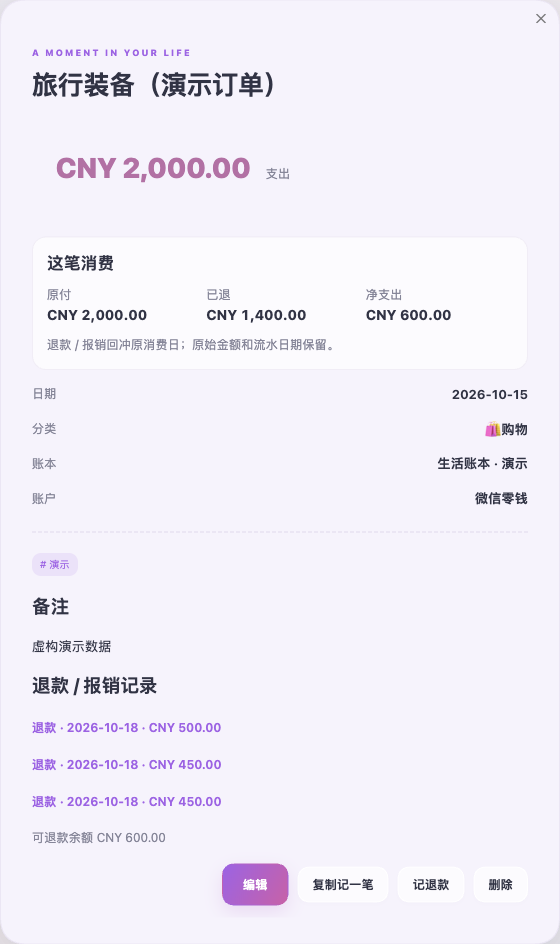 A MOMENT IN YOUR LIFE
旅行装备（演示订单）
CNY 2,000.00 支出
这笔消费
原付 已退 净支出
CNY 2,000.00 CNY 1,400.00 CNY 600.00
退款 / 报销回冲原消费日；原始金额和流水日期保留。
日期 2026-10-15
分类 🛍️购物
账本 生活账本 · 演示
账户 微信零钱
# 演示
备注
虚构演示数据
退款 / 报销记录
退款 · 2026-10-18 · CNY 500.00
退款 · 2026-10-18 · CNY 450.00
退款 · 2026-10-18 · CNY 450.00
可退款余额 CNY 600.00
编辑 复制记一笔 记退款 删除